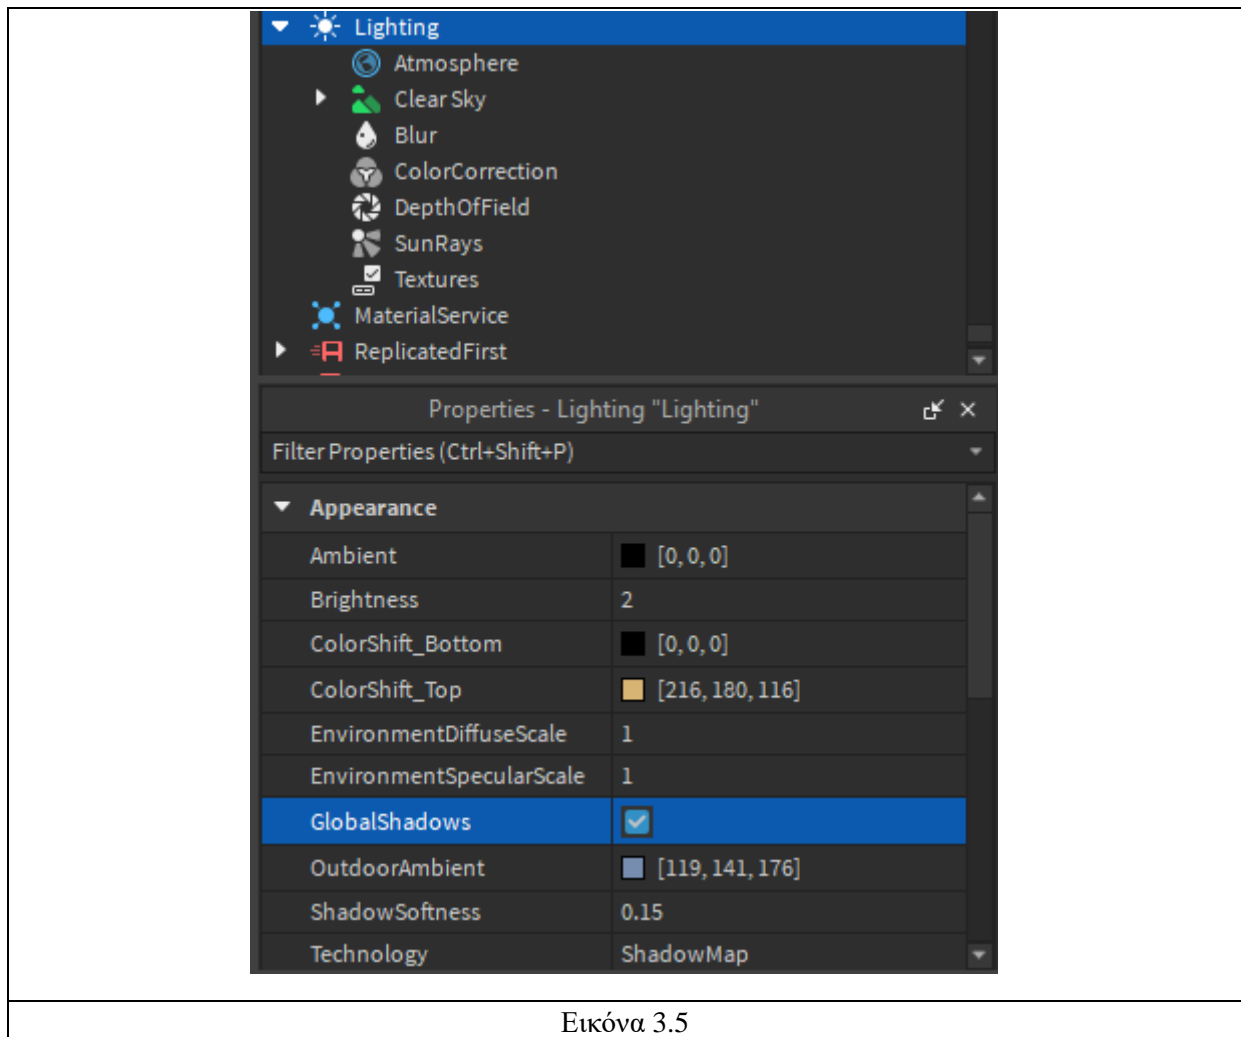 Lighting
Atmosphere
Clear Sky
Blur
ColorCorrection
DepthOfField
SunRays
Textures
MaterialService
ReplicatedFirst
Properties - Lighting "Lighting"
Filter Properties (Ctrl+Shift+P)
Appearance
Ambient [0, 0, 0]
Brightness 2
ColorShift_Bottom [0, 0, 0]
ColorShift_Top [216, 180, 116]
EnvironmentDiffuseScale 1
EnvironmentSpecularScale 1
GlobalShadows
OutdoorAmbient [119, 141, 176]
ShadowSoftness 0.15
Technology ShadowMap
Εικόνα 3.5